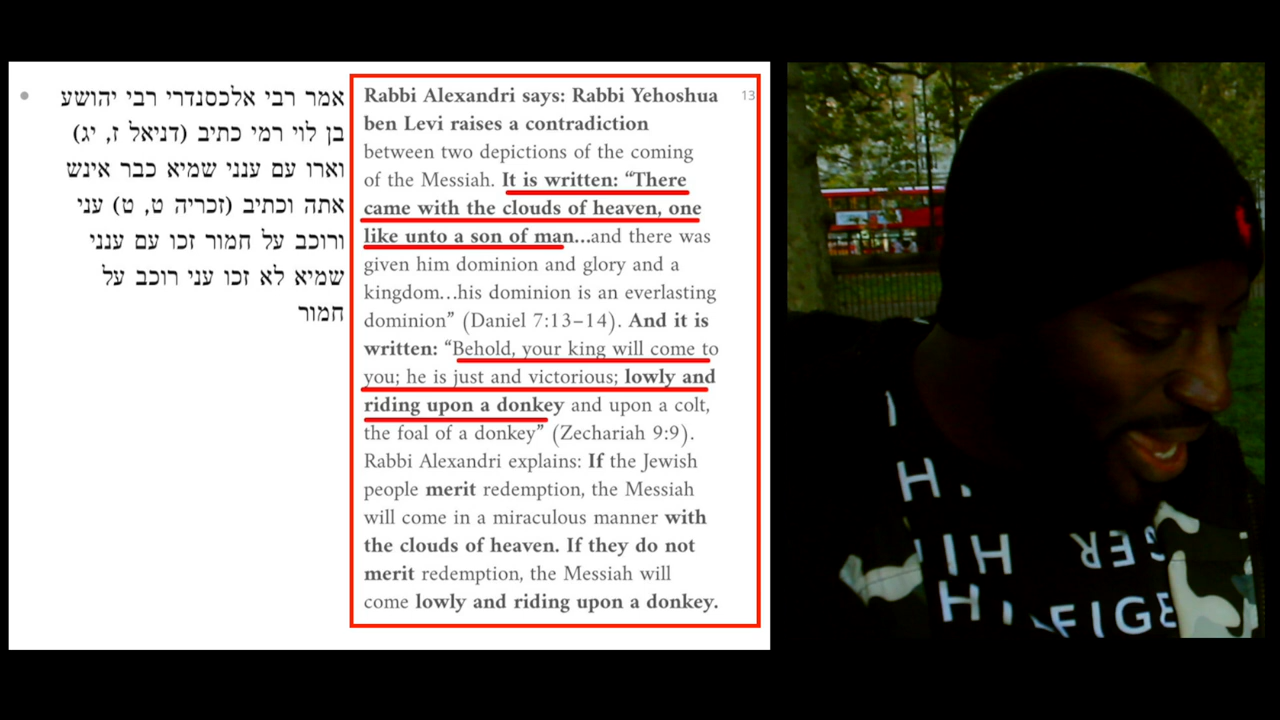 אמר רבי אלכסנדרי רבי יהושע
בן לוי רמי כתיב (דניאל ז, יג)
וארו עם ענני שמיא כבר אינש
אתה וכתיב (זכריה ט, ט) עני
ורוכב על חמור זכו עם ענני
שמיא לא זכו עני רוכב על
חמור
Rabbi Alexandri says: Rabbi Yehoshua
ben Levi raises a contradiction
between two depictions of the coming
of the Messiah. It is written: “There
came with the clouds of heaven, one
like unto a son of man...and there was
given him dominion and glory and a
kingdom...his dominion is an everlasting
dominion” (Daniel 7:13–14). And it is
written: “Behold, your king will come to
you; he is just and victorious; lowly and
riding upon a donkey and upon a colt,
the foal of a donkey” (Zechariah 9:9).
Rabbi Alexandri explains: If the Jewish
people merit redemption, the Messiah
will come in a miraculous manner with
the clouds of heaven. If they do not
merit redemption, the Messiah will
come lowly and riding upon a donkey.
13